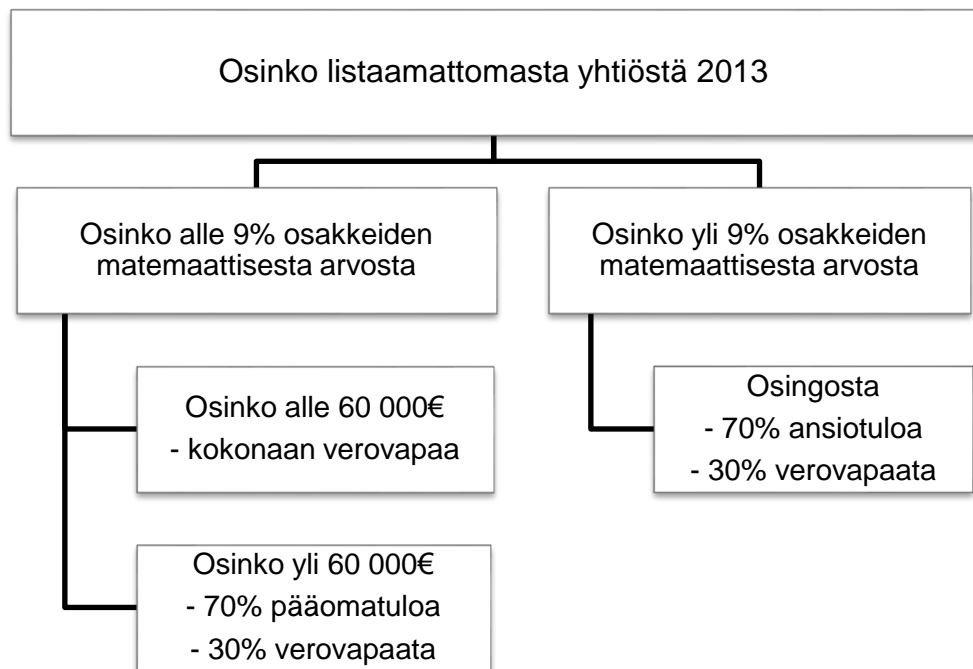 Osinko listaamattomasta yhtiöstä 2013
Osinko alle 9% osakkeiden
matemaattisesta arvosta
Osinko yli 9% osakkeiden
matemaattisesta arvosta
Osinko alle 60 000€
- kokonaan verovapaa
Osinko yli 60 000€
- 70% pääomatuloa
- 30% verovapaata
Osingosta
- 70% ansiotuloa
- 30% verovapaata